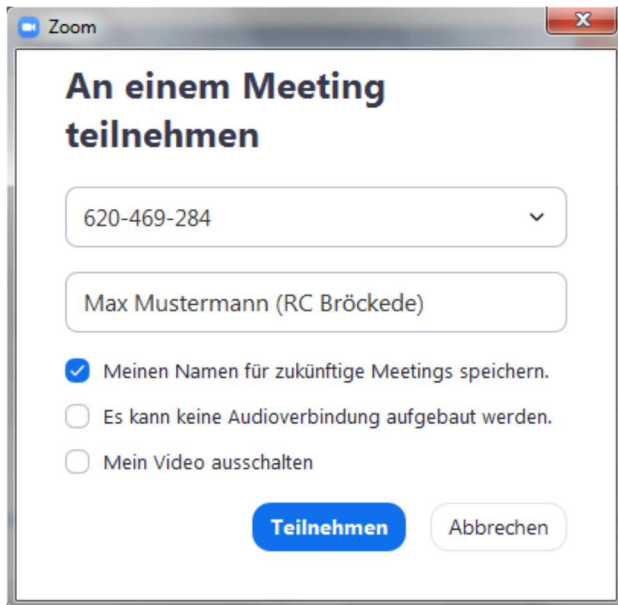 Zoom
An einem Meeting
teilnehmen
620-469-284
Max Mustermann (RC Bröckede)
Meinen Namen für zukünftige Meetings speichern.
Es kann keine Audioverbindung aufgebaut werden.
Mein Video ausschalten
Teilnehmen Abbrechen